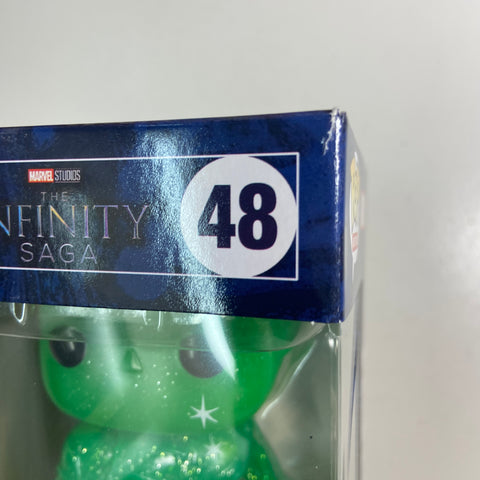 MARVEL STUDIOS
THE
NFINITY
SAGA
48